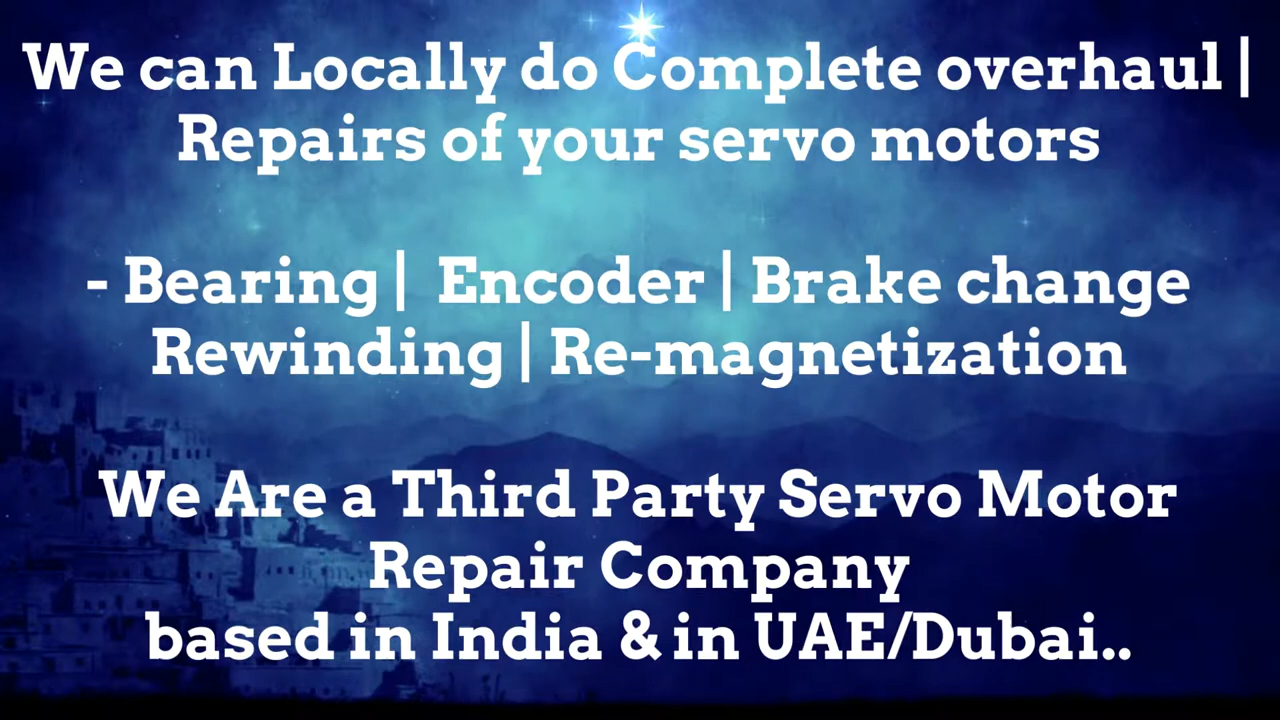 We can Locally do Complete overhaul |
Repairs of your servo motors
- Bearing | Encoder | Brake change
Rewinding | Re-magnetization
We Are a Third Party Servo Motor
Repair Company
based in India & in UAE/Dubai..